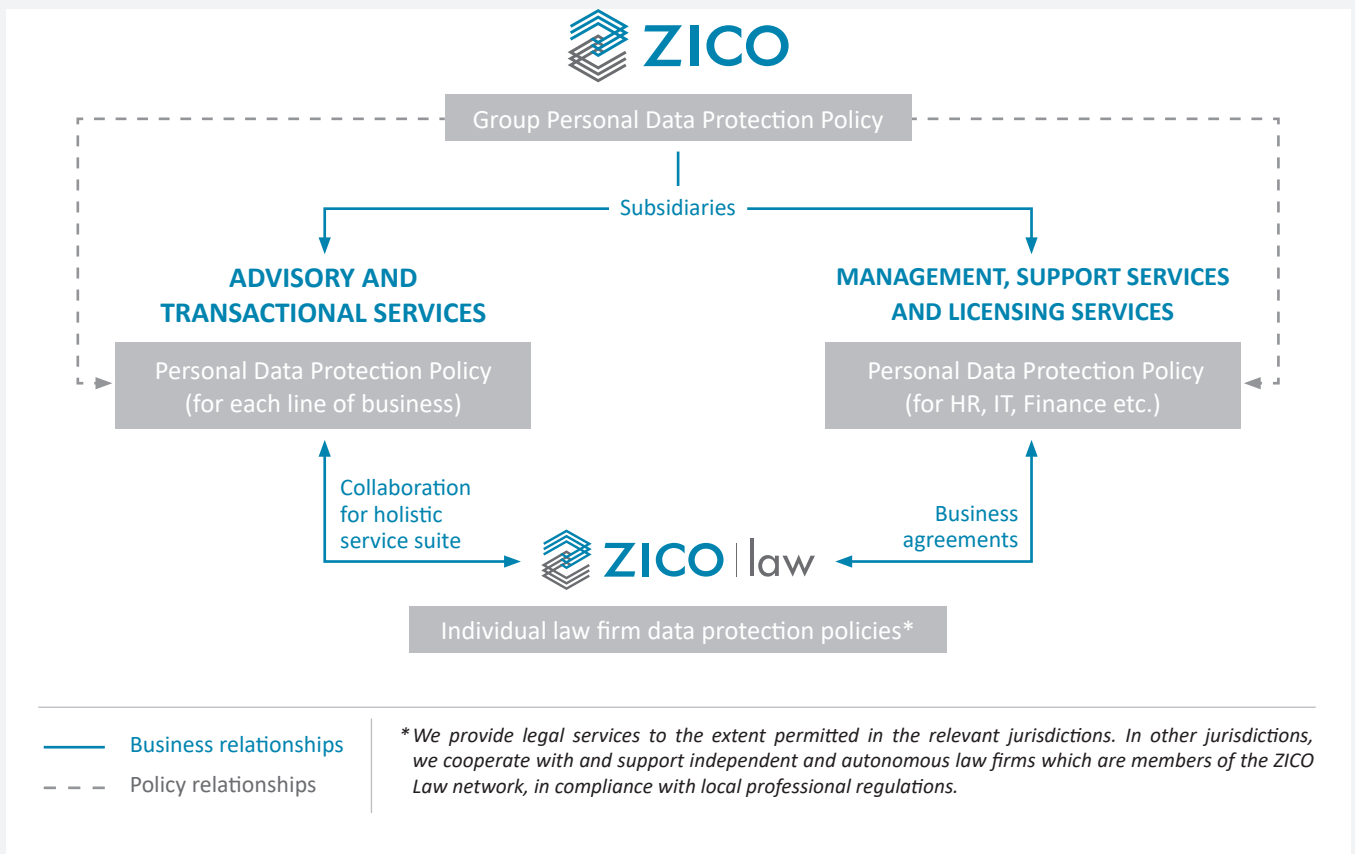 ZICO
Group Personal Data Protection Policy
Subsidiaries
ADVISORY AND
TRANSACTIONAL SERVICES
Personal Data Protection Policy
(for each line of business)
MANAGEMENT, SUPPORT SERVICES
AND LICENSING SERVICES
Personal Data Protection Policy
(for HR, IT, Finance etc.)
Collaboration
for holistic
service suite
Business
agreements
ZICO law
Individual law firm data protection policies*
Business relationships
Policy relationships
* We provide legal services to the extent permitted in the relevant jurisdictions. In other jurisdictions,
we cooperate with and support independent and autonomous law firms which are members of the ZICO
Law network, in compliance with local professional regulations.